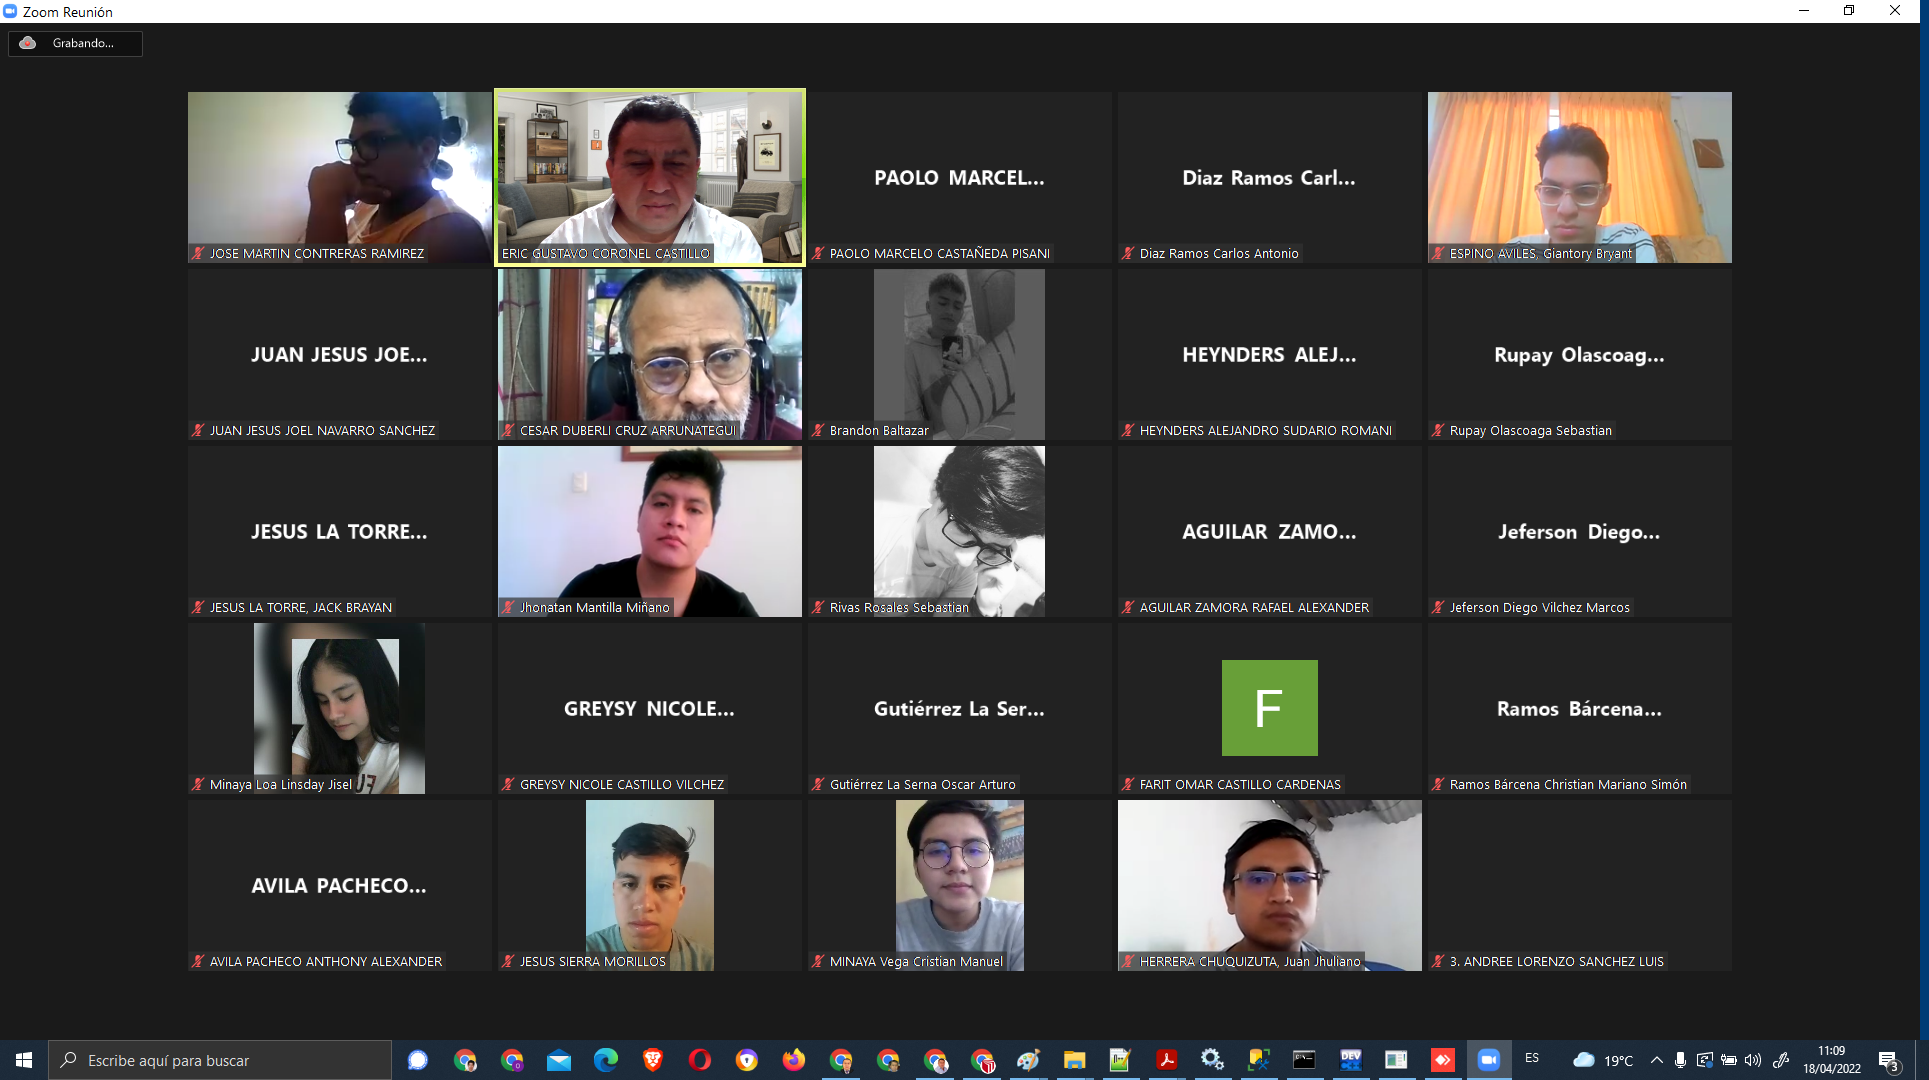 Zoom Reunión
Grabando...
JOSE MARTIN CONTRERAS RAMIREZ
ERIC GUSTAVO CORONEL CASTILLO
PAOLO MARCEL...
PAOLO MARCELO CASTAÑEDA PISANI
Diaz Ramos Carl...
Diaz Ramos Carlos Antonio
ESPINO AVILES, Giantory Bryant
JUAN JESUS JOE...
JUAN JESUS JOEL NAVARRO SANCHEZ
CESAR DUBERLI CRUZ ARRUNATEGUI
Brandon Baltazar
HEYNDERS ALEJ...
HEYNDERS ALEJANDRO SUDARIO ROMANI
Rupay Olascoag...
Rupay Olascoaga Sebastian
JESUS LA TORRE...
JESUS LA TORRE, JACK BRAYAN
Jhonatan Mantilla Miñano
Rivas Rosales Sebastian
AGUILAR ZAMO...
AGUILAR ZAMORA RAFAEL ALEXANDER
Jeferson Diego...
Jeferson Diego Vilchez Marcos
Minaya Loa Linsday Jisel
GREYSY NICOLE...
GREYSY NICOLE CASTILLO VILCHEZ
Gutiérrez La Ser...
Gutiérrez La Serna Oscar Arturo
F
FARIT OMAR CASTILLO CARDENAS
Ramos Bárcena...
Ramos Bárcena Christian Mariano Simón
AVILA PACHECO...
AVILA PACHECO ANTHONY ALEXANDER
JESUS SIERRA MORILLOS
MINAYA Vega Cristian Manuel
HERRERA CHUQUIZUTA, Juan Jhuliano
3. ANDREE LORENZO SANCHEZ LUIS
Escribe aquí para buscar
DEV
ES
19°C
11:09
18/04/2022
3